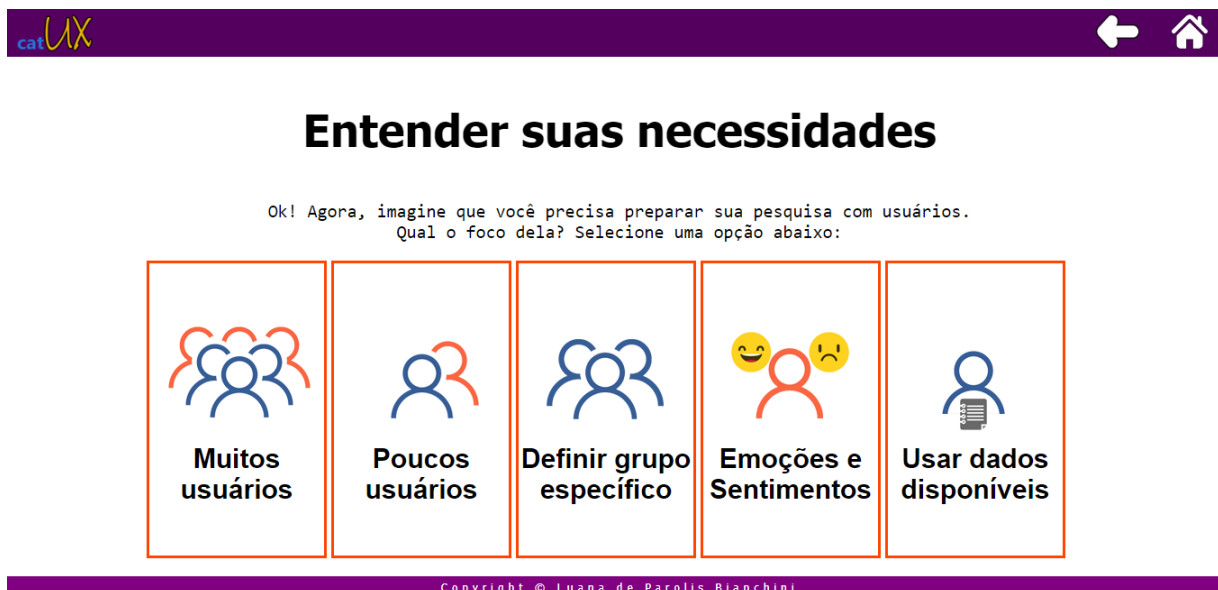 catUX
Entender suas necessidades
Ok! Agora, imagine que você precisa preparar sua pesquisa com usuários.
Qual o foco dela? Selecione uma opção abaixo:
Muitos
usuários
Poucos
usuários
Definir grupo
específico
Emoções e
Sentimentos
Usar dados
disponíveis
Copyright © Luana de Parolis Bianchini